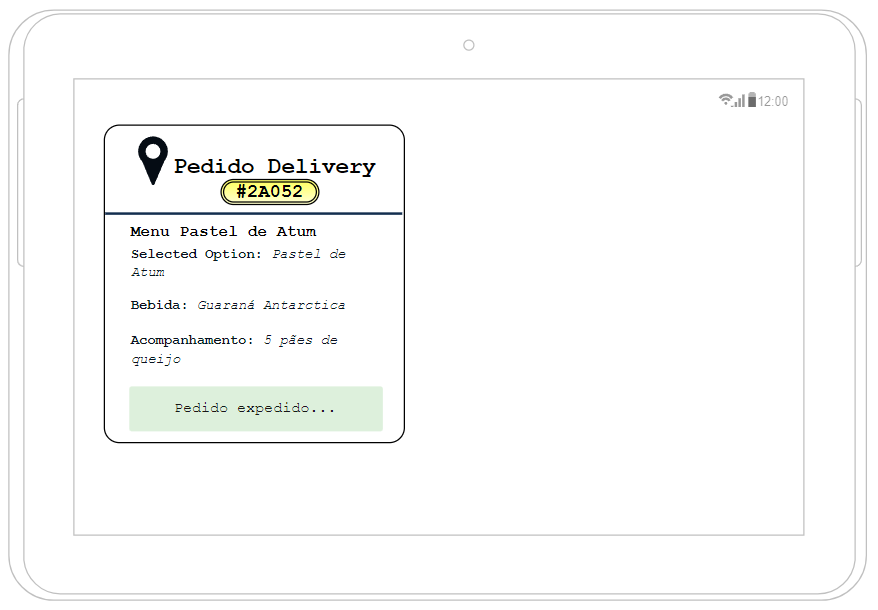 12:00
Pedido Delivery
#2A052
Menu Pastel de Atum
Selected Option: Pastel de
Atum
Bebida: Guaraná Antarctica
Acompanhamento: 5 pães de
queijo
Pedido expedido...